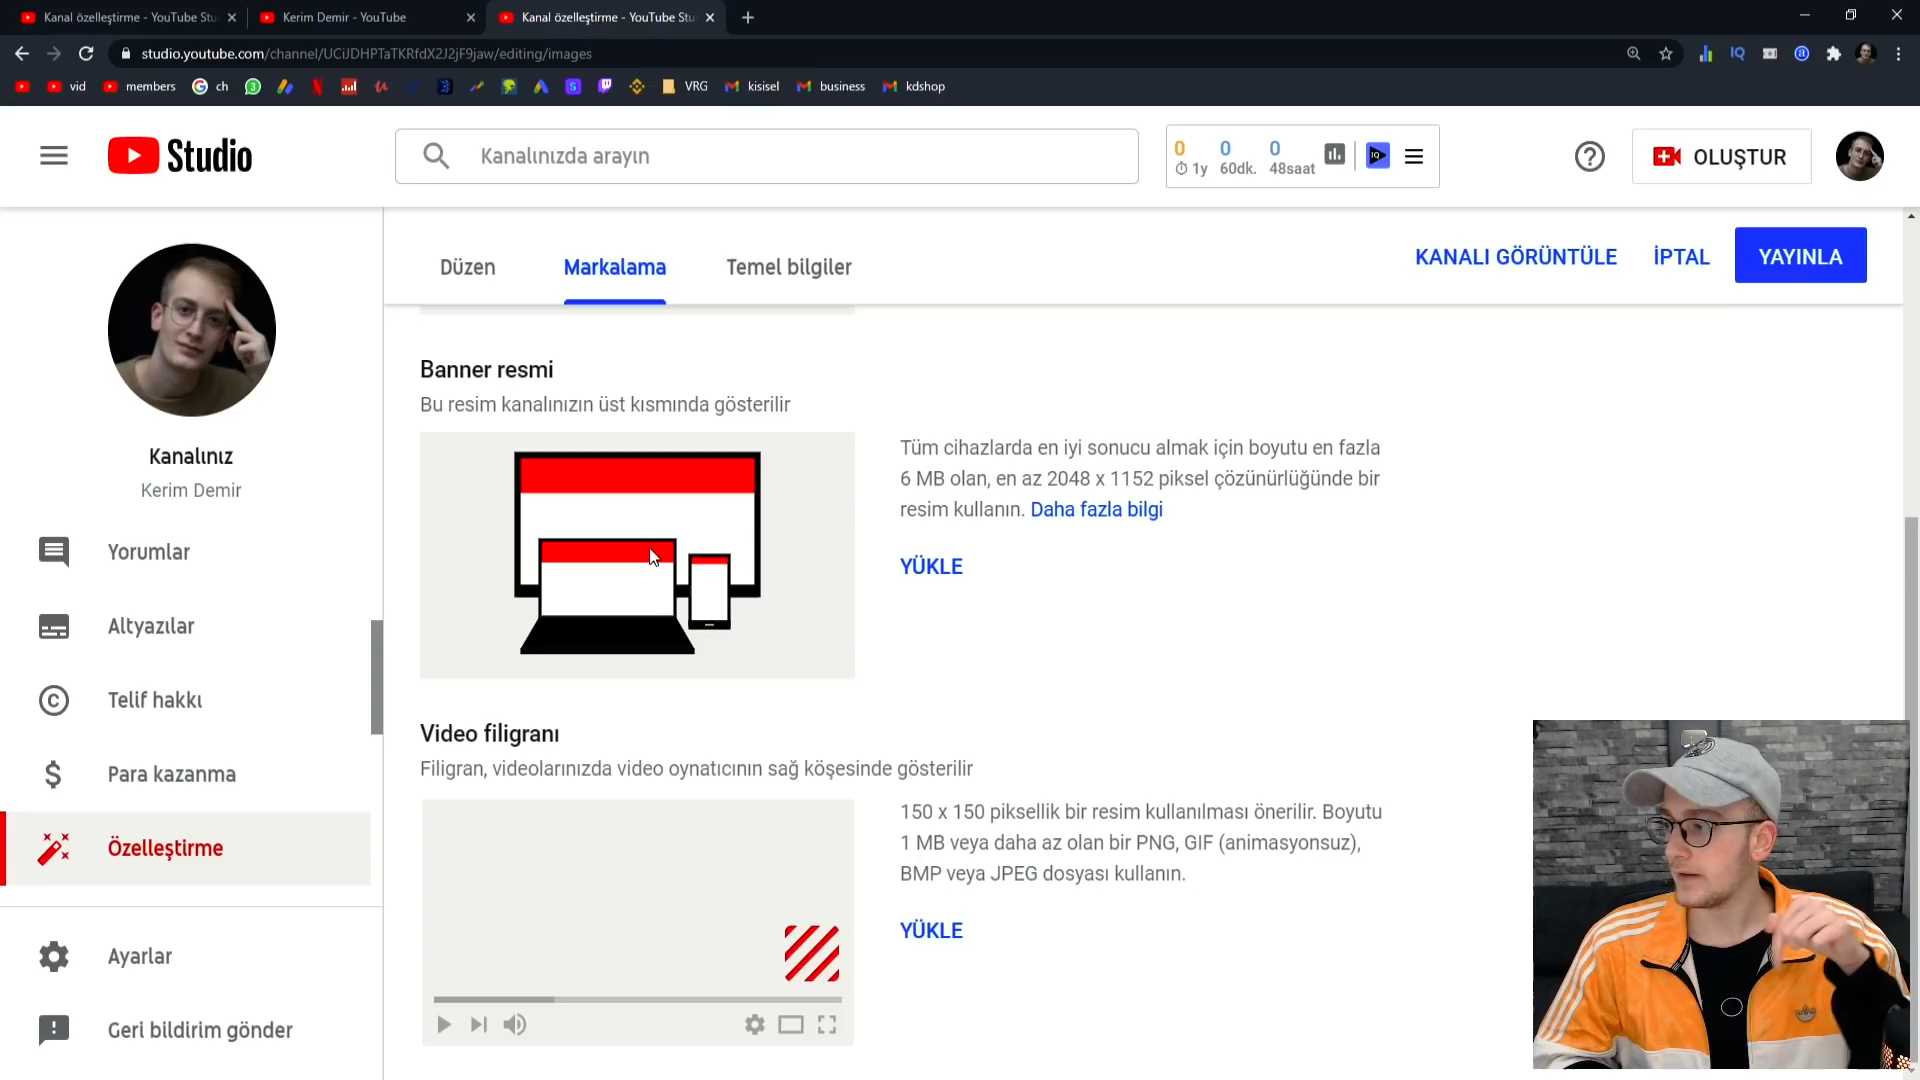 Kanal özelleştirme - YouTube Stu
Kerim Demir - YouTube
Kanal özelleştirme - YouTube Stu
studio.youtube.com/channel/UCiJDHPTaTKRfdX2J2jF9jaw/editing/images
vid
members
ch
VRG
kisisel
business
kdshop
Studio
Kanalınızda arayın
0 0 0
1y 60dk. 48saat
OLUŞTUR
Düzen
Markalama
Temel bilgiler
KANALI GÖRÜNTÜLE
İPTAL
YAYINLA
Kanalınız
Kerim Demir
Yorumlar
Altyazılar
Telif hakkı
Para kazanma
Özelleştirme
Ayarlar
Geri bildirim gönder
Banner resmi
Bu resim kanalınızın üst kısmında gösterilir
Tüm cihazlarda en iyi sonucu almak için boyutu en fazla
6 MB olan, en az 2048 x 1152 piksel çözünürlüğünde bir
resim kullanın. Daha fazla bilgi
YÜKLE
Video filigranı
Filigran, videolarınızda video oynatıcının sağ köşesinde gösterilir
150 x 150 piksellik bir resim kullanılması önerilir. Boyutu
1 MB veya daha az olan bir PNG, GIF (animasyonsuz),
BMP veya JPEG dosyası kullanın.
YÜKLE